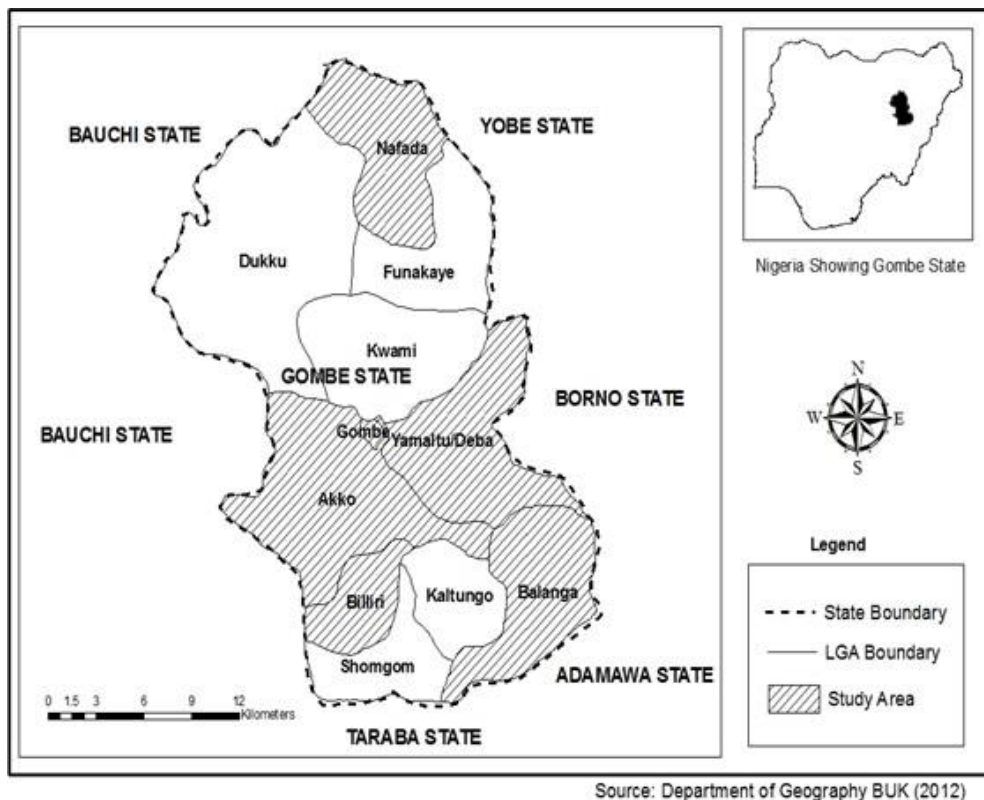 BAUCHI STATE
YOBE STATE
Nafada
Dukku
Funakaye
Kwami
GOMBE STATE
BORNO STATE
BAUCHI STATE
Gombe
Yamaltu/Deba
Akko
Billiri
Kaltungo
Balanga
Shomgom
ADAMAWA STATE
TARABA STATE
0 1.5 3 6 9 12
Kilometers
Nigeria Showing Gombe State
N
W E
S
Legend
State Boundary
LGA Boundary
Study Area
Source: Department of Geography BUK (2012)